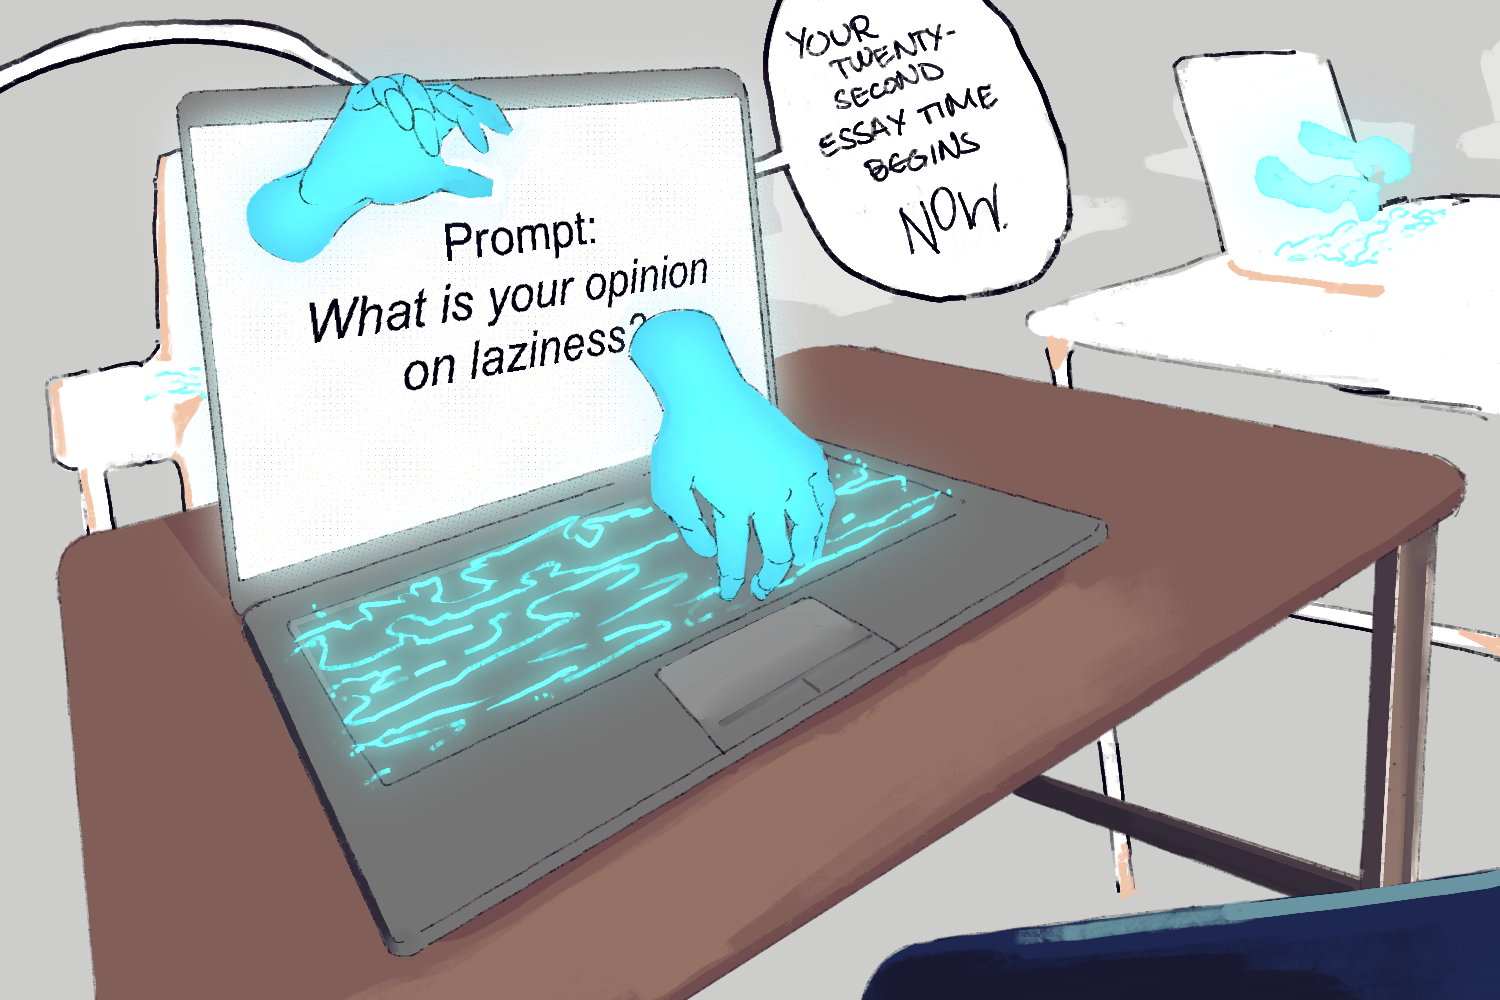 YOUR
TWENTY-
SECOND
ESSAY TIME
BEGINS
NOW.
Prompt:
What is your opinion
on laziness?